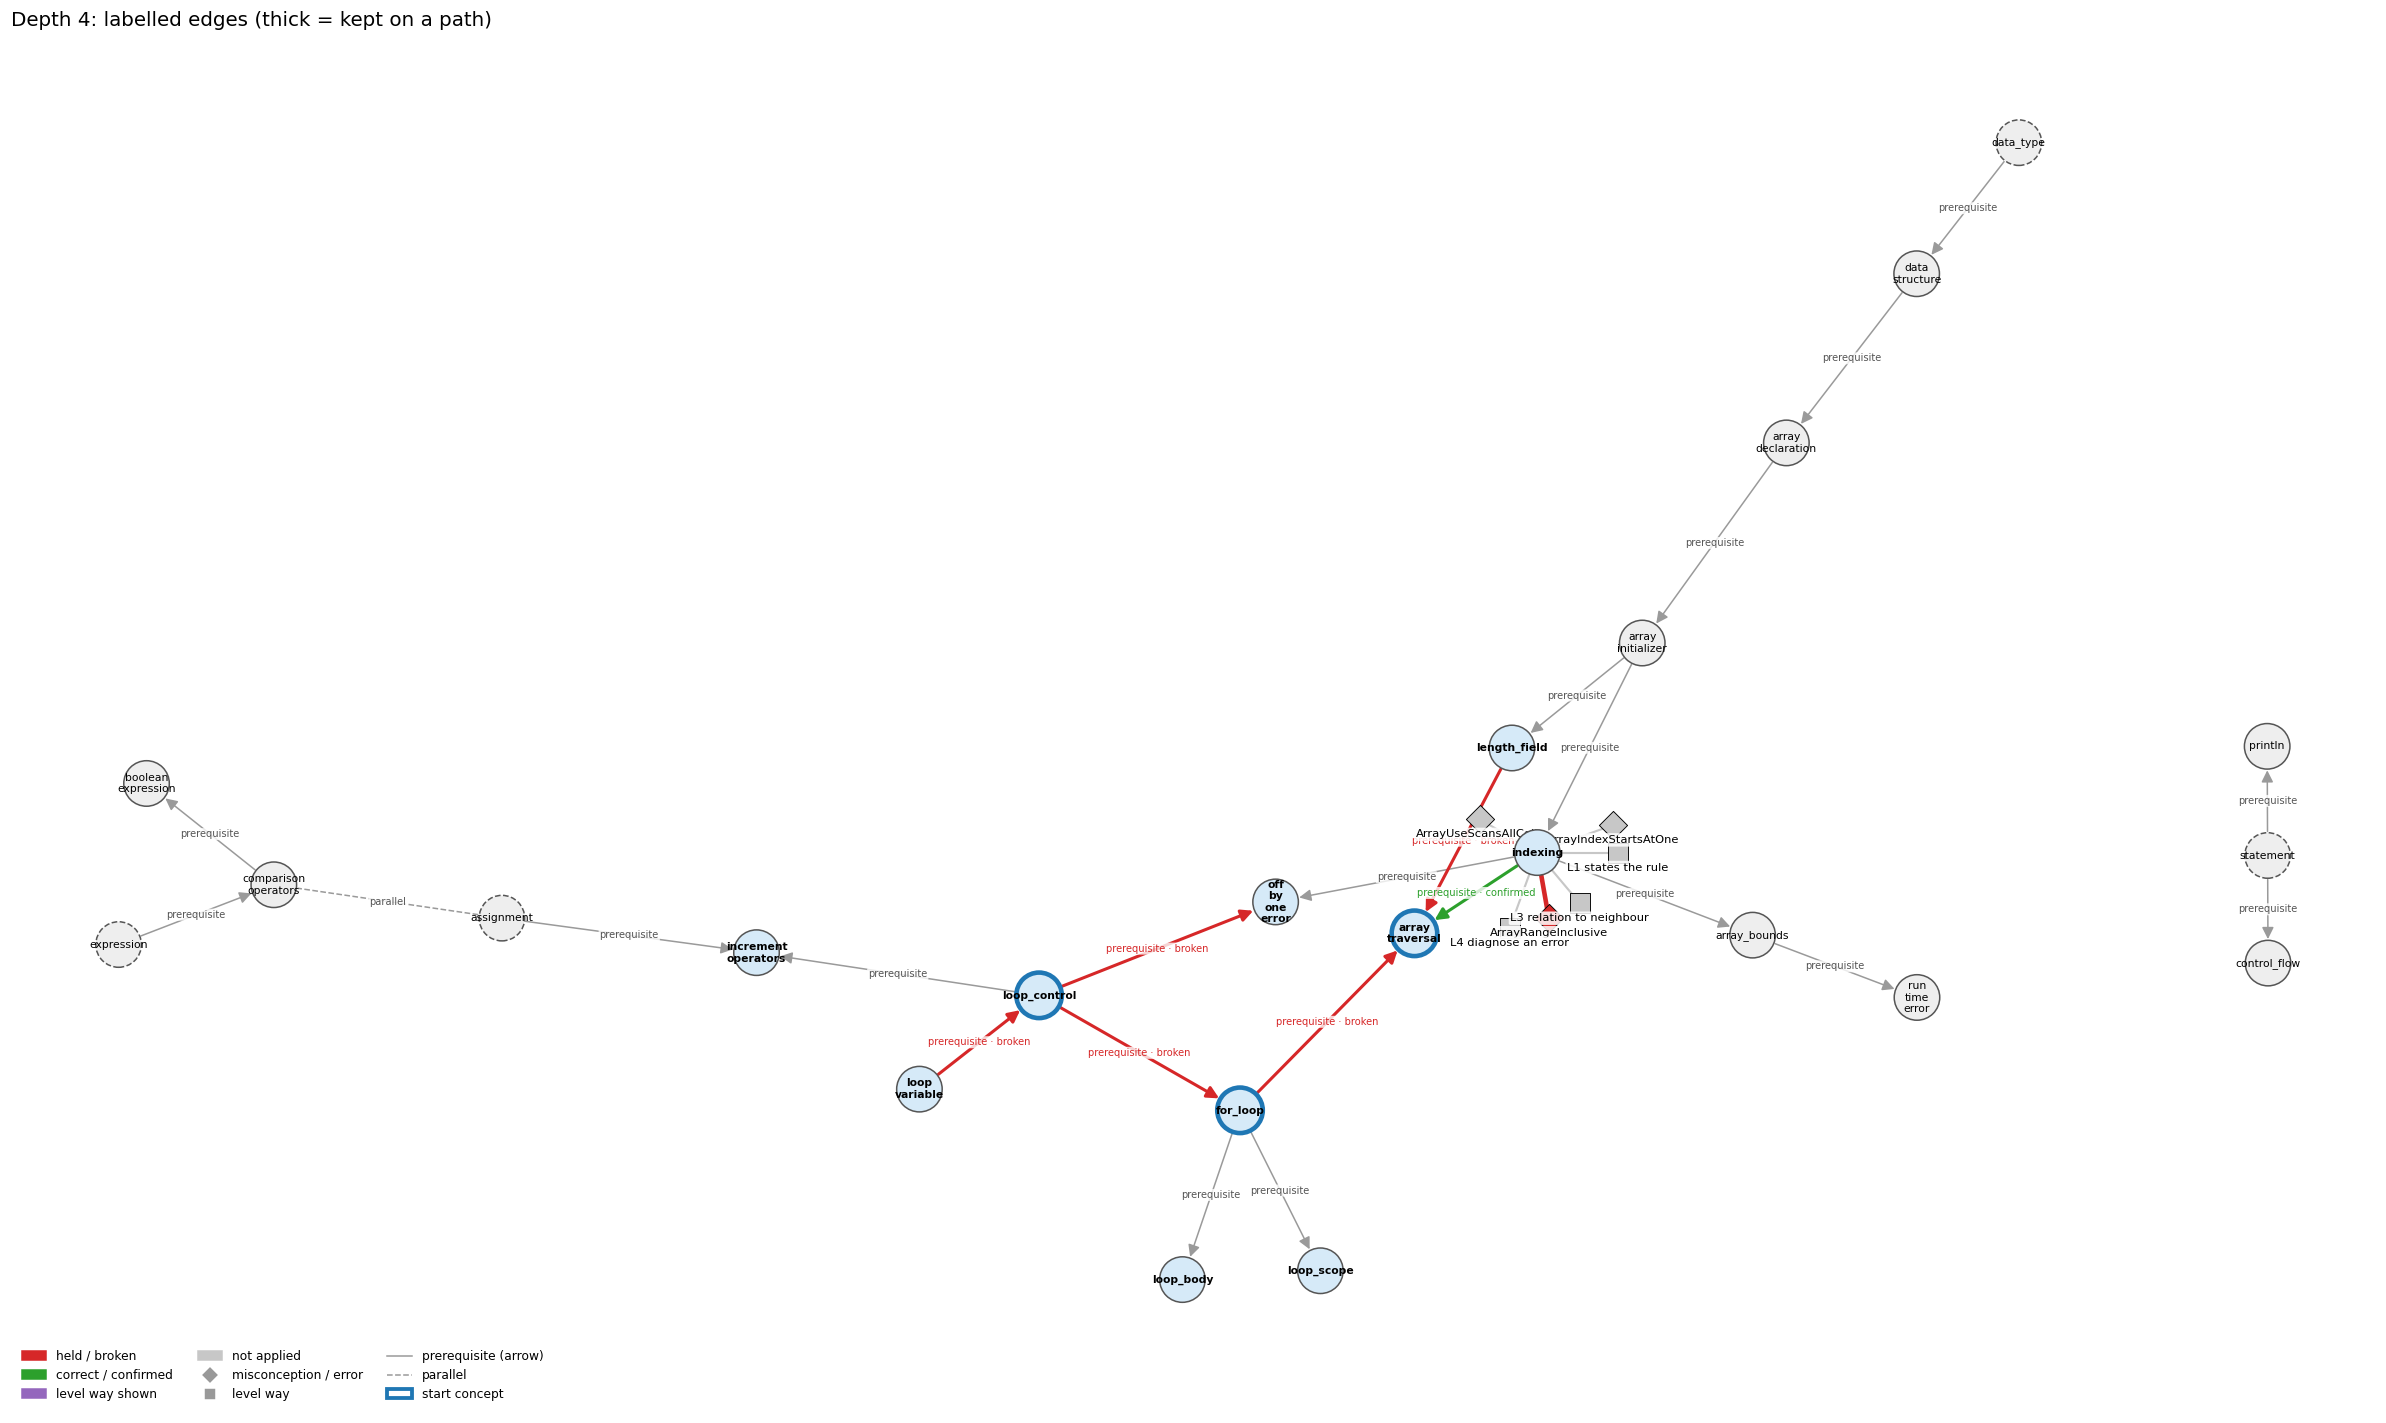 Depth 4: labelled edges (thick = kept on a path)
data_type
prerequisite
data
structure
prerequisite
array
declaration
prerequisite
array
initializer
prerequisite
length_field
prerequisite
println
boolean
expression
prerequisite
statement
prerequisite
prerequisite
control_flow
ArrayUseScansAllC
prerequisite · broken
indexing
rrayIndexStartsAtOne
L1 states the rule
prerequisite
prerequisite
prerequisite · confirmed
comparison
operators
parallel
prerequisite
expression
assignment
prerequisite
increment
operators
off
by
one
error
array
traversal
L3 relation to neighbour
ArrayRangeInclusive
L4 diagnose an error
array_bounds
prerequisite
run
time
error
prerequisite · broken
prerequisite
loop_control
prerequisite · broken
prerequisite · broken
prerequisite · broken
loop
variable
for_loop
prerequisite
prerequisite
loop_body
loop_scope
held / broken
correct / confirmed
level way shown
not applied
misconception / error
level way
prerequisite (arrow)
parallel
start concept